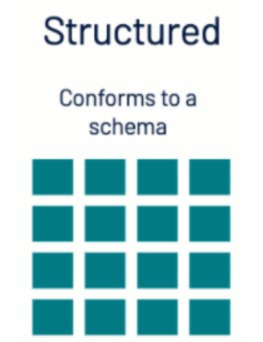 Structured
Conforms to a
schema